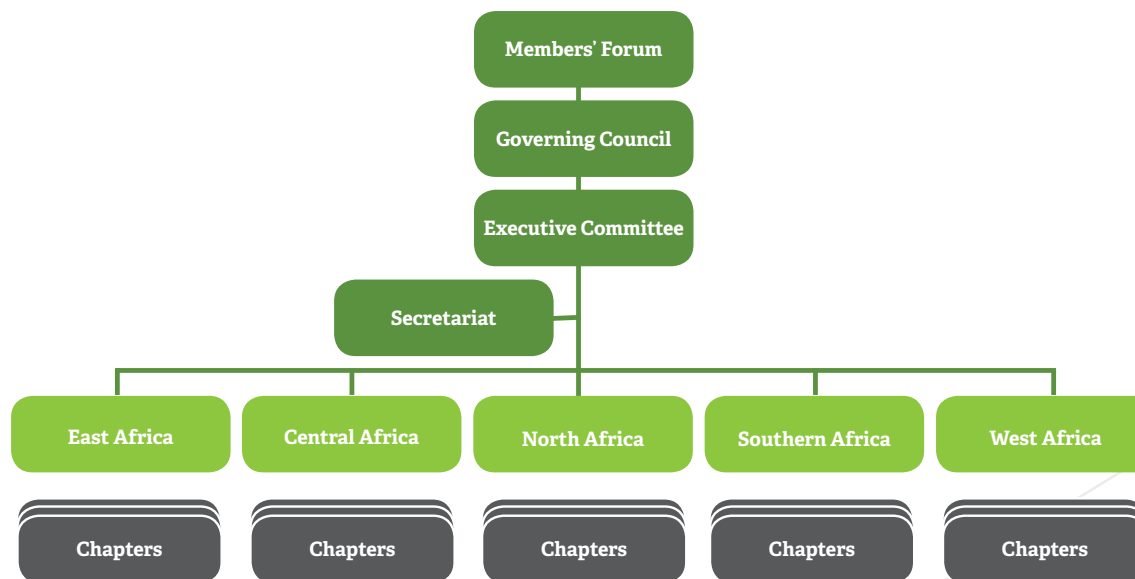 Members’ Forum
Governing Council
Executive Committee
Secretariat
East Africa
Central Africa
North Africa
Southern Africa
West Africa
Chapters
Chapters
Chapters
Chapters
Chapters